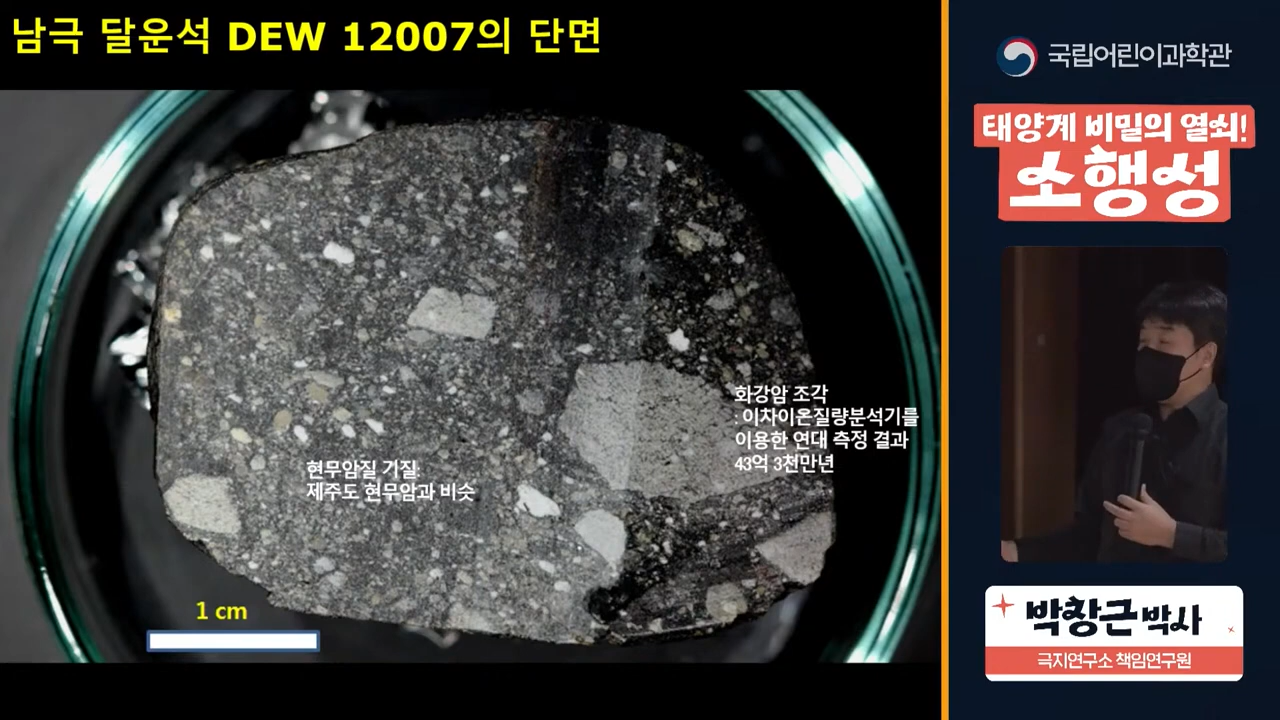 남극 달운석 DEW 12007의 단면
화강암 조각
: 이차이온질량분석기를
이용한 연대 측정 결과
43억 3천만년
현무암질 기질:
제주도 현무암과 비슷
1 cm
국립어린이과학관
태양계 비밀의 열쇠!
소행성
박창근 박사
극지연구소 책임연구원